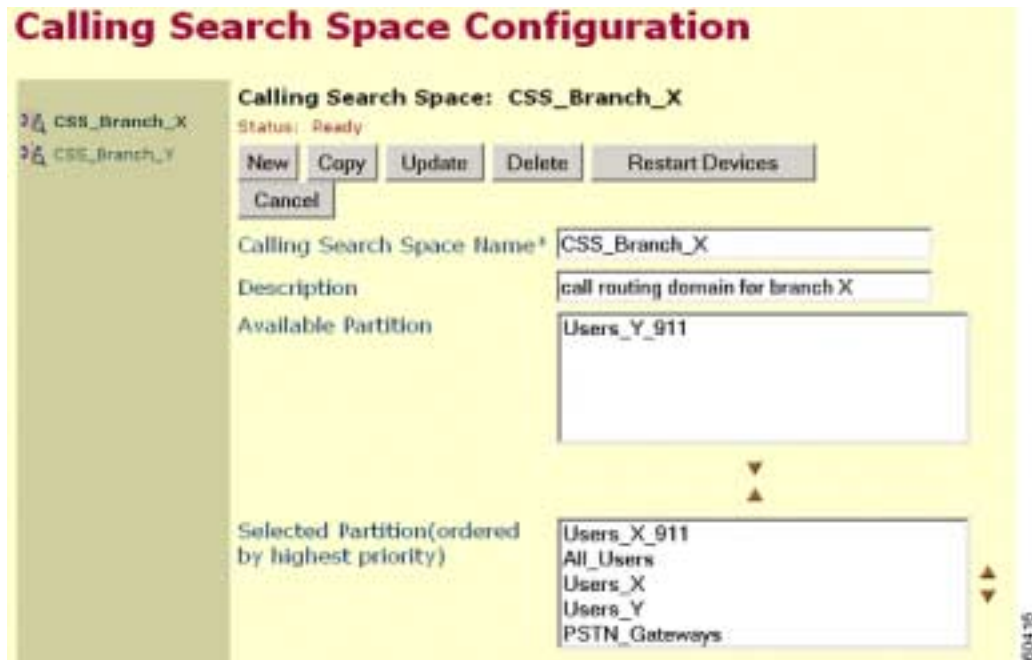 Calling Search Space Configuration
CSS_Branch_X
CSS_Branch_Y
Calling Search Space: CSS_Branch_X
Status: Ready
New Copy Update Delete Restart Devices
Cancel
Calling Search Space Name* CSS_Branch_X
Description call routing domain for branch X
Available Partition Users_Y_911
Selected Partition(ordered
by highest priority)
Users_X_911
All_Users
Users_X
Users_Y
PSTN_Gateways